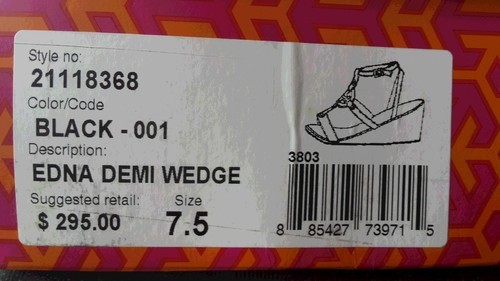 Style no:
21118368
Color/Code
BLACK - 001
Description:
EDNA DEMI WEDGE
Suggested retail: Size
$ 295.00 7.5
3803
8 85427 73971 5